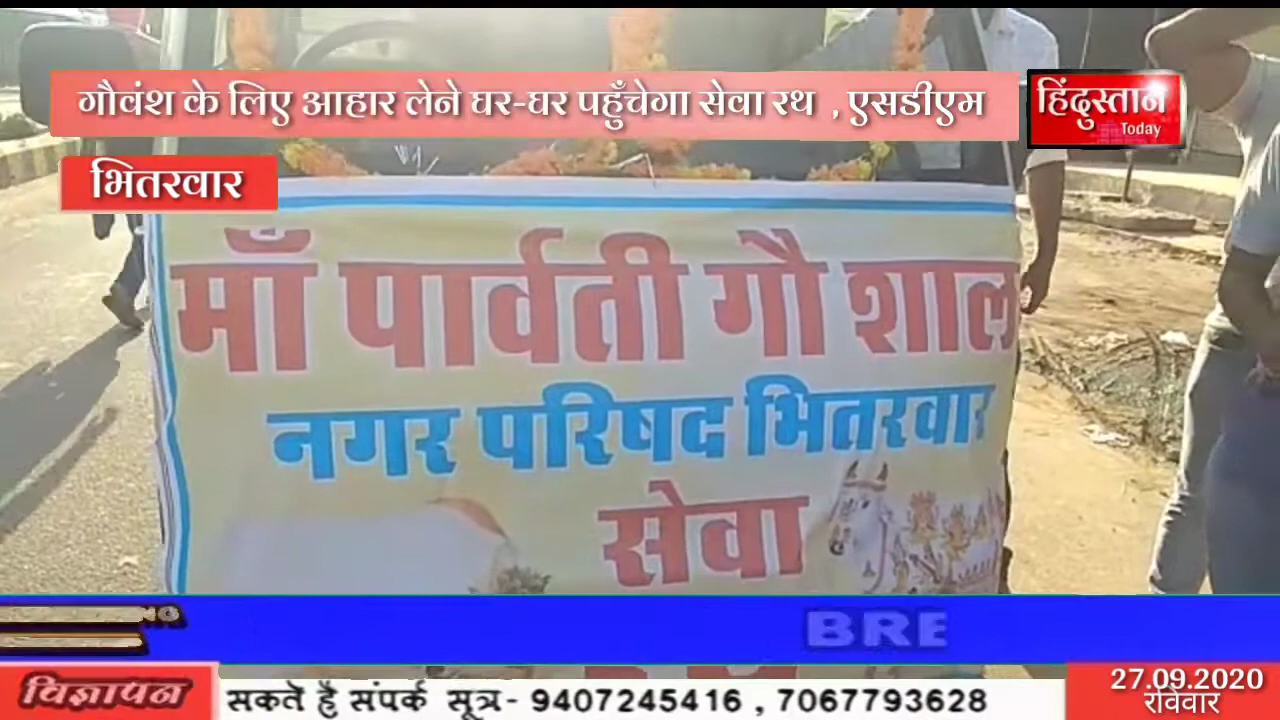 गौवंश के लिए आहार लेने घर-घर पहुँचेगा सेवा रथ , एसडीएम
हिंदुस्तान
Today
भितरवार
माँ पार्वती गौ शाल
नगर परिषद भितरवार
सेवा
BRE
विज्ञापन
सकतें हैं संपर्क सूत्र- 9407245416 , 7067793628
27.09.2020
रविवार